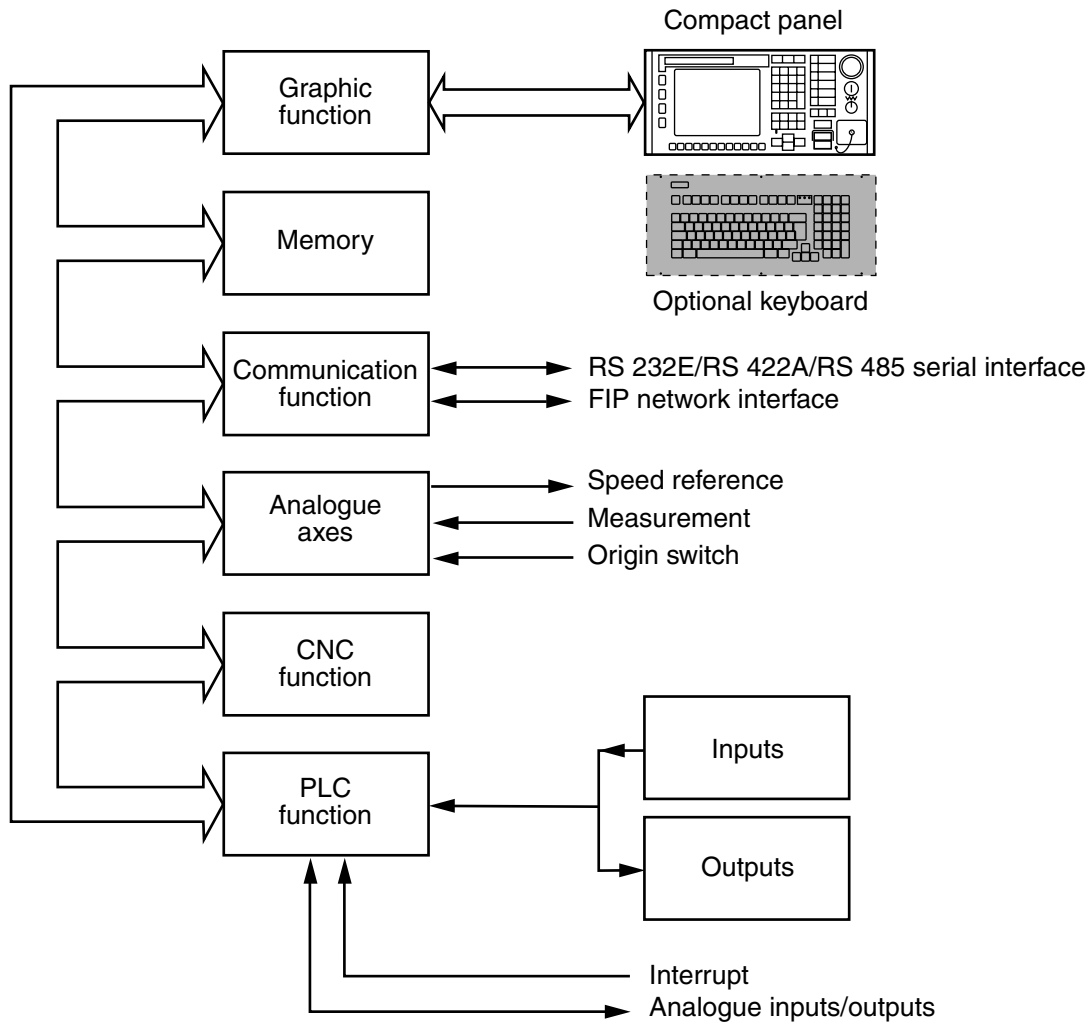 Compact panel
Graphic
function
Memory
Optional keyboard
Communication
function
RS 232E/RS 422A/RS 485 serial interface
FIP network interface
Analogue
axes
Speed reference
Measurement
Origin switch
CNC
function
PLC
function
Inputs
Outputs
Interrupt
Analogue inputs/outputs